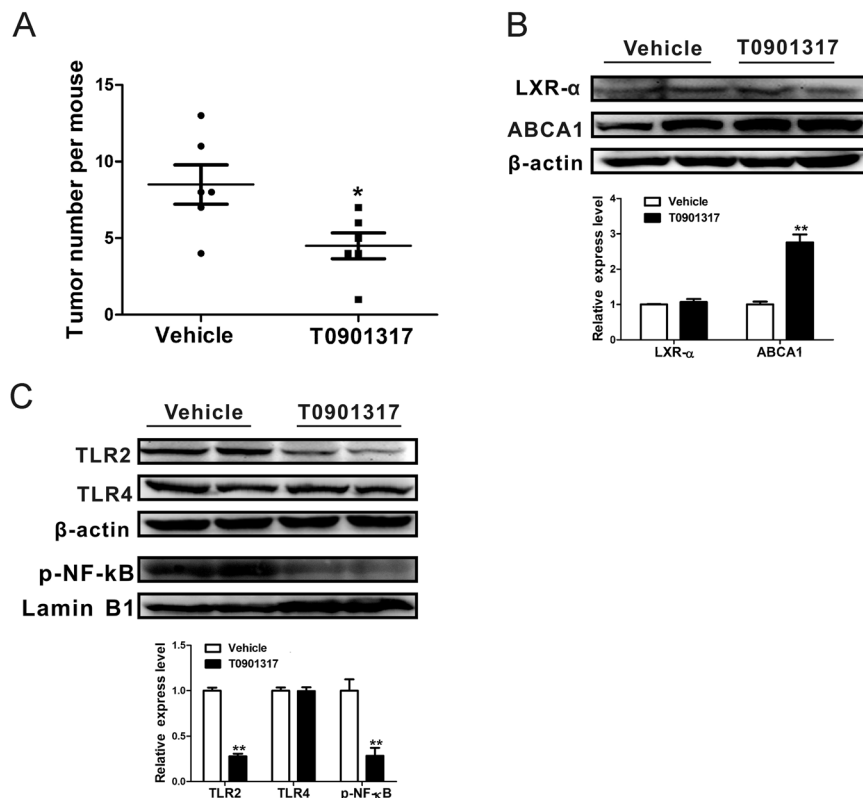 A
Tumor number per mouse
15
10
5
0
*
Vehicle T0901317
B
Vehicle T0901317
LXR-α
ABCA1
β-actin
Vehicle
T0901317
Relative express level
4
3
2
1
0
**
LXR-α ABCA1
C
Vehicle T0901317
TLR2
TLR4
β-actin
p-NF-kB
Lamin B1
Vehicle
T0901317
Relative express level
1.5
1.0
0.5
0.0
** **
TLR2 TLR4 p-NF-κB